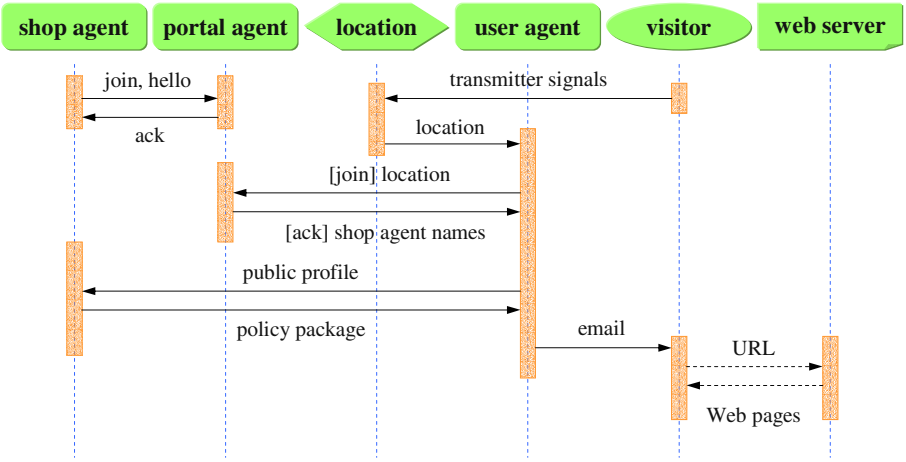 shop agent
portal agent
location
user agent
visitor
web server
join, hello
transmitter signals
ack
location
[join] location
[ack] shop agent names
public profile
policy package
email
URL
Web pages